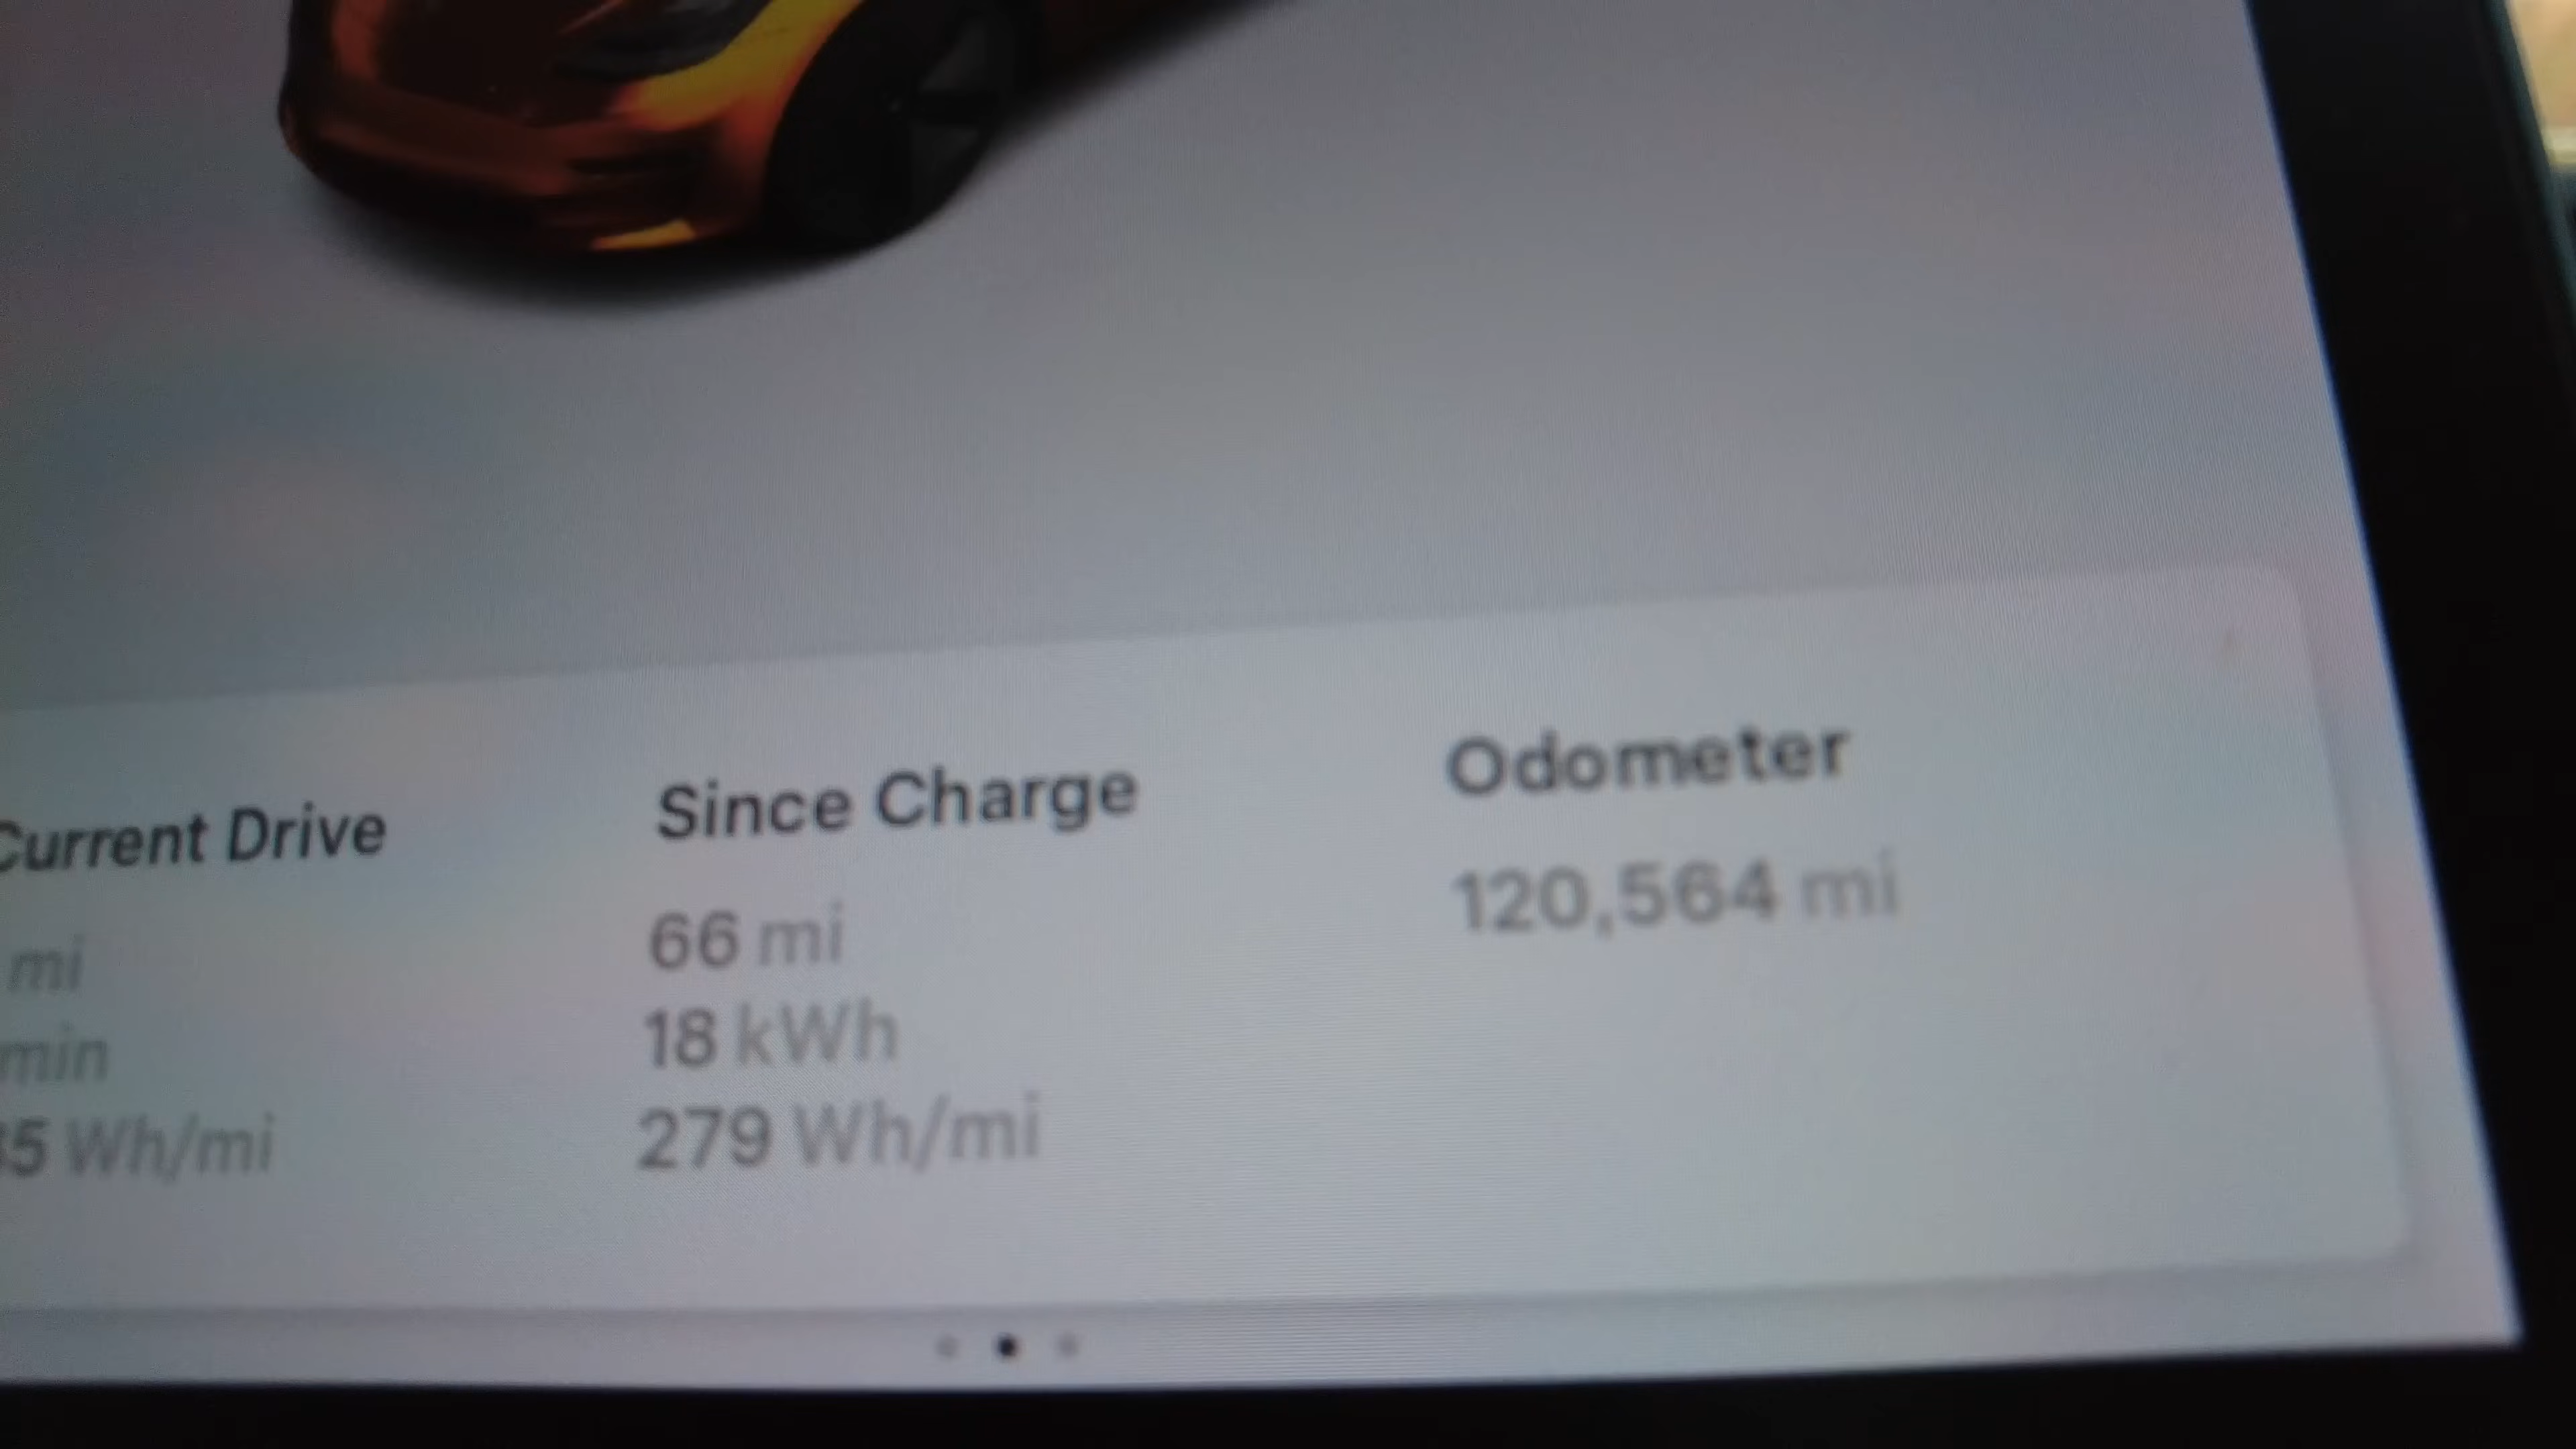 Current Drive
mi
min
5 Wh/mi
Since Charge
66 mi
18 kWh
279 Wh/mi
Odometer
120,564 mi